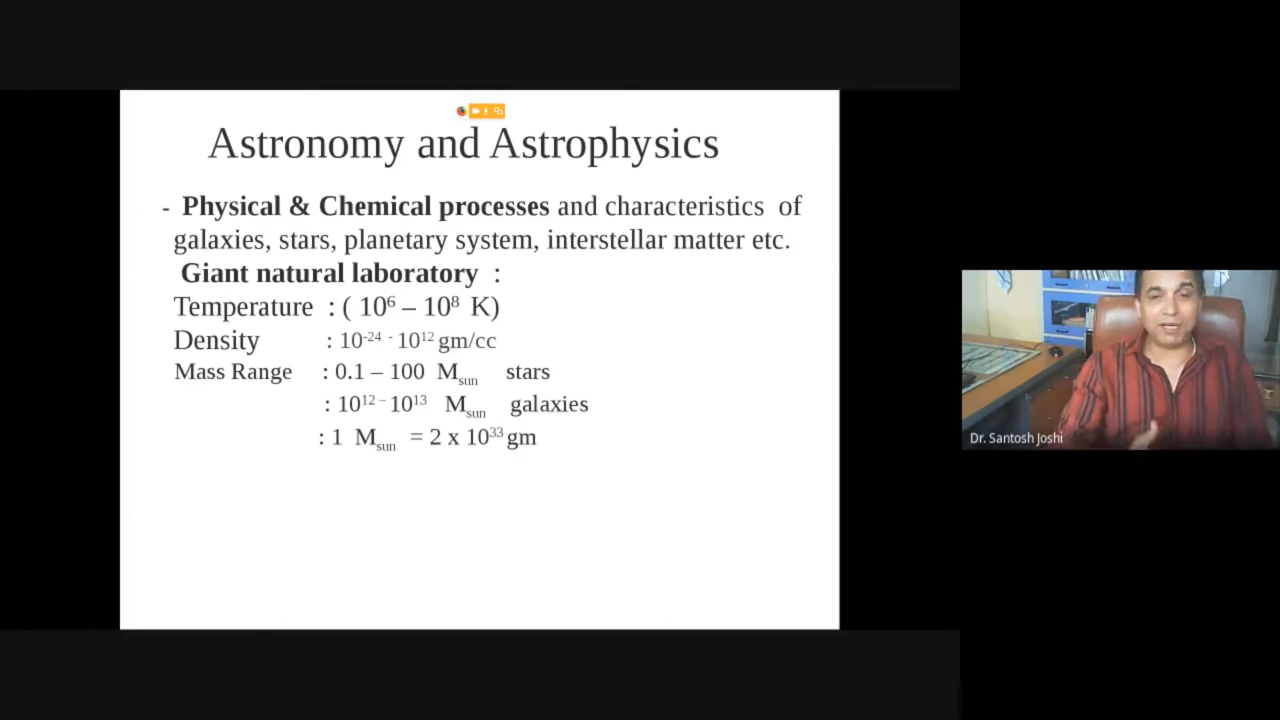 Astronomy and Astrophysics
- Physical & Chemical processes and characteristics of
galaxies, stars, planetary system, interstellar matter etc.
Giant natural laboratory :
Temperature : ( 10⁶ – 10⁸ K)
Density : 10⁻²⁴ - 10¹² gm/cc
Mass Range : 0.1 – 100 Msun stars
: 10¹² – 10¹³ Msun galaxies
: 1 Msun = 2 x 10³³ gm
Dr. Santosh Joshi